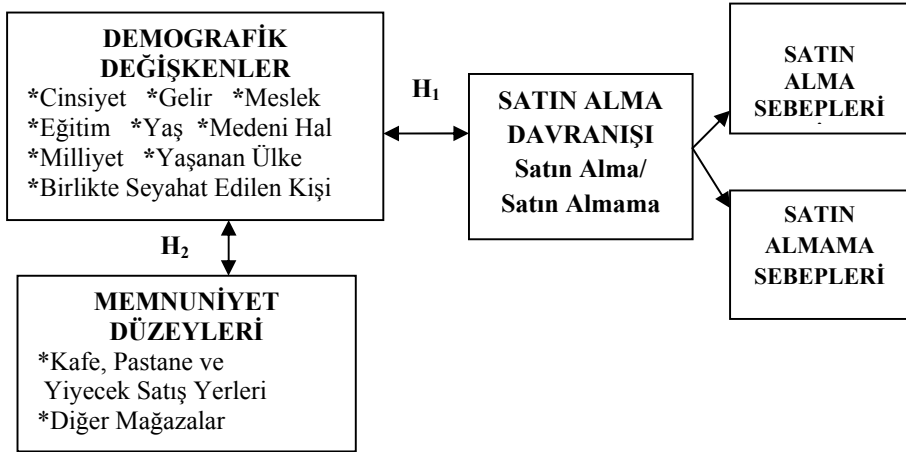 DEMOGRAFİK
DEĞİŞKENLER
*Cinsiyet *Gelir *Meslek
*Eğitim *Yaş *Medeni Hal
*Milliyet *Yaşanan Ülke
*Birlikte Seyahat Edilen Kişi
H₁
SATIN ALMA
DAVRANIŞI
Satın Alma/
Satın Almama
SATIN
ALMA
SEBEPLERİ
SATIN
ALMAMA
SEBEPLERİ
H₂
MEMNUNİYET
DÜZEYLERİ
*Kafe, Pastane ve
Yiyecek Satış Yerleri
*Diğer Mağazalar